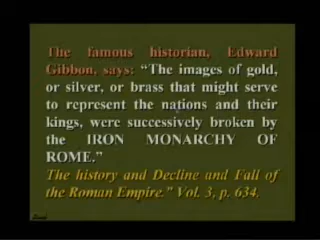 The famous historian, Edward
Gibbon, says: “The images of gold,
or silver, or brass that might serve
to represent the nations and their
kings, were successively broken by
the IRON MONARCHY OF
ROME.”
The history and Decline and Fall of
the Roman Empire.” Vol. 3, p. 634.